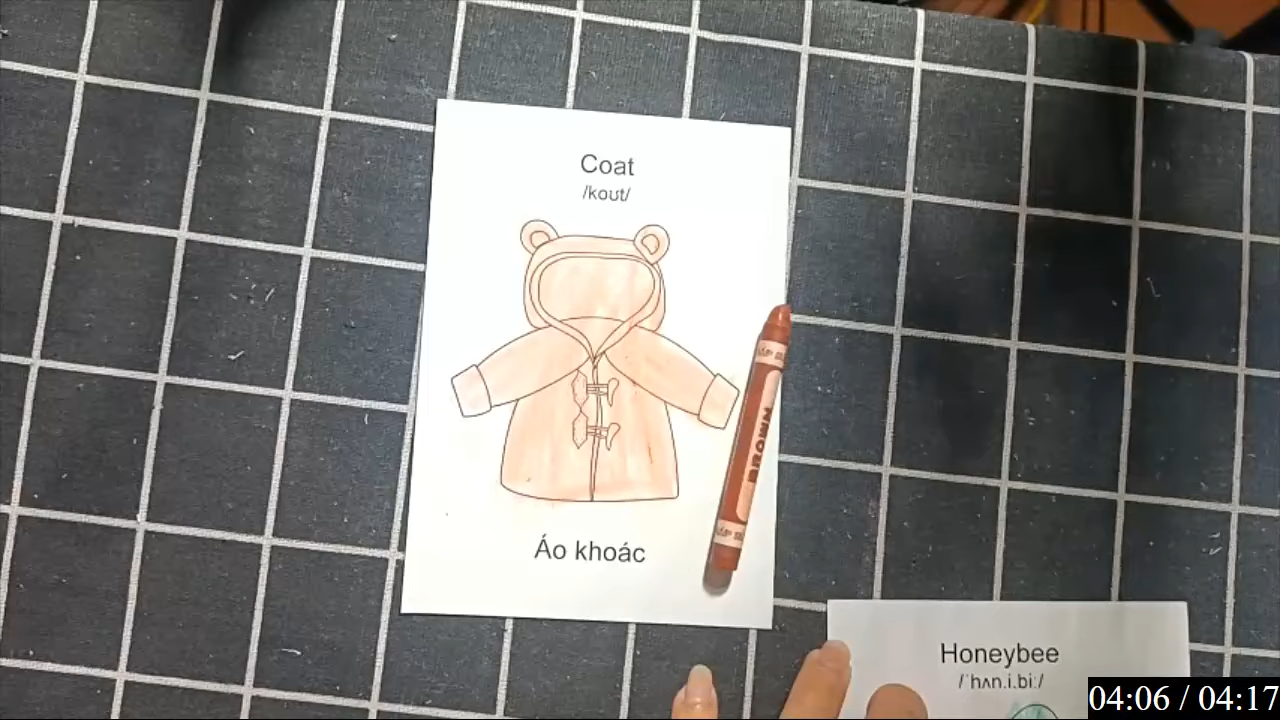 Coat
/koʊt/
BROWN
Áo khoác
Honeybee
/ˈhʌn.i.biː/
04:06 / 04:17